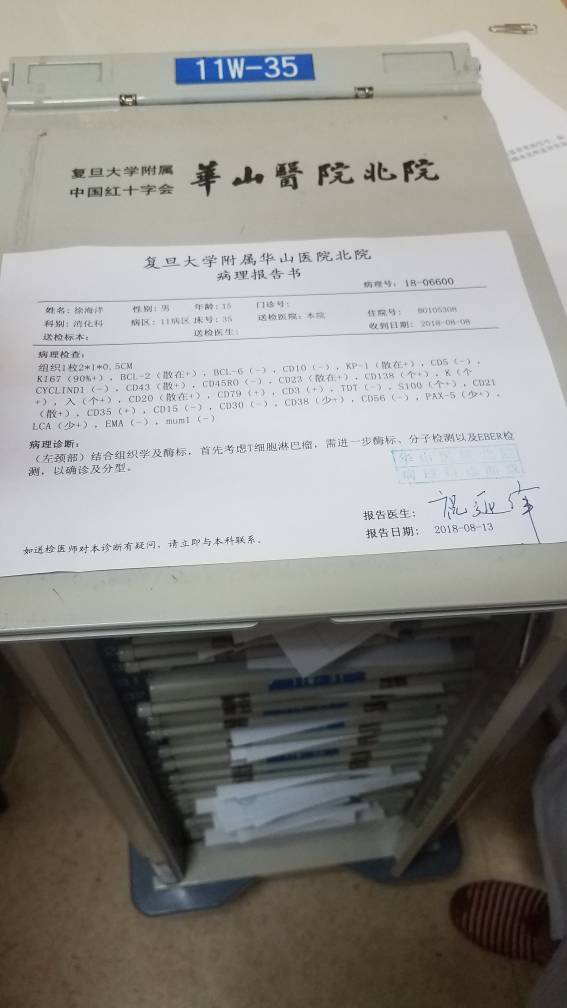 11W-35
复旦大学附属
中国红十字会
華山醫院北院
复旦大学附属华山医院北院
病理报告书
病理号: 18-06600
姓名: 徐海洋 性别: 男 年龄: 15 门诊号:
科别: 消化科 病区: 11病区 床号: 35 送检医院: 本院 住院号: B0105308
送检标本: 送检医生: 收到日期: 2018-08-08
病理检查:
组织1枚2*1*0.5CM
K167 (90%+), BCL-2 (散在+), BCL-6 (-), CD10 (-), KP-1 (散在+), CD5 (-),
CYCLIND1 (-), CD43 (散+), CD45RO (-), CD23 (散在+), CD138 (个+), K (个
+), 入 (个+), CD20 (散在+), CD79 (+), CD3 (+), TDT (-), S100 (个+), CD21
(散+), CD35 (+), CD15 (-), CD30 (-), CD38 (少+), CD56 (-), PAX-5 (少+),
LCA (少+), EMA (-), mum1 (-)
病理诊断:
(左颈部) 结合组织学及酶标, 首先考虑T细胞淋巴瘤, 需进一步酶标、分子检测以及EBER检
测, 以确诊及分型。
报告医生:
报告日期: 2018-08-13
如送检医师对本诊断有疑问, 请立即与本科联系。